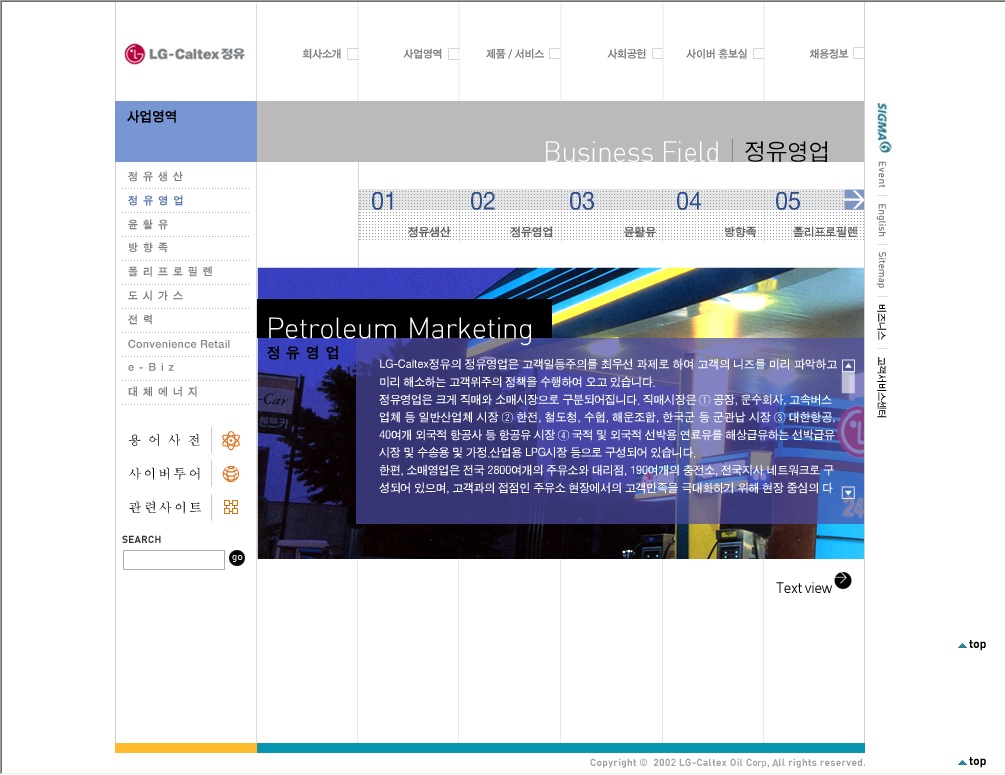 LG-Caltex정유
회사소개
사업영역
제품 / 서비스
사회공헌
사이버 홍보실
채용정보
사업영역
Business Field
정유영업
정유생산
정유영업
윤활유
방향족
폴리프로필렌
도시가스
전력
Convenience Retail
e - Biz
대체에너지
용어사전
사이버투어
관련사이트
SEARCH
go
01
02
03
04
05
정유생산
정유영업
윤활유
방향족
폴리프로필렌
Petroleum Marketing
정유영업
LG-Caltex정유의 정유영업은 고객일등주의를 최우선 과제로 하여 고객의 니즈를 미리 파악하고
미리 해소하는 고객위주의 정책을 수행하여 오고 있습니다.
정유영업은 크게 직매와 소매시장으로 구분되어집니다. 직매시장은 ① 공장, 운수회사, 고속버스
업체 등 일반산업체 시장 ② 한전, 철도청, 수협, 해운조합, 한국군 등 군관납 시장 ③ 대한항공,
40여개 외국적 항공사 등 항공유 시장 ④ 국적 및 외국적 선박용 연료유를 해상급유하는 선박급유
시장 및 수송용 및 가정,산업용 LPG시장 등으로 구성되어 있습니다.
한편, 소매영업은 전국 2800여개의 주유소와 대리점, 190여개의 충전소, 전국지사 네트워크로 구
성되어 있으며, 고객과의 접점인 주유소 현장에서의 고객만족을 극대화하기 위해 현장 중심의 다
-Car
렌트카
24
Text view
SIGMA6
Event
English
Sitemap
비즈니스
고객서비스센터
top
top
Copyright © 2002 LG-Caltex Oil Corp, All rights reserved.